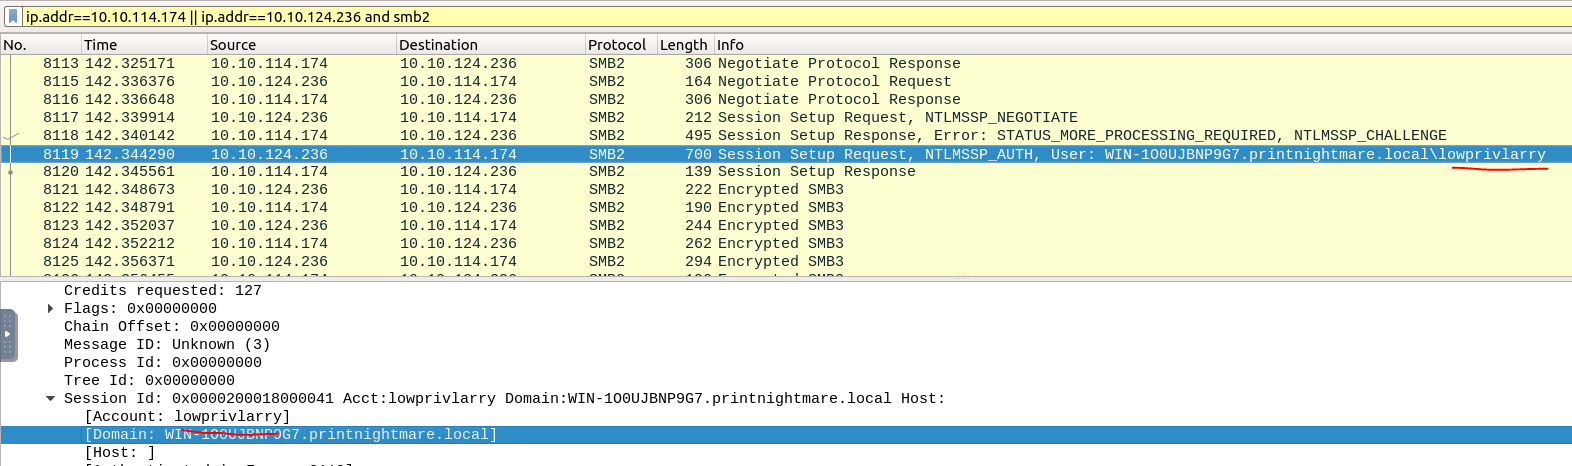 ip.addr==10.10.114.174 || ip.addr==10.10.124.236 and smb2
No. Time Source Destination Protocol Length Info
8113 142.325171 10.10.114.174 10.10.124.236 SMB2 306 Negotiate Protocol Response
8115 142.336376 10.10.124.236 10.10.114.174 SMB2 164 Negotiate Protocol Request
8116 142.336648 10.10.114.174 10.10.124.236 SMB2 306 Negotiate Protocol Response
8117 142.339914 10.10.124.236 10.10.114.174 SMB2 212 Session Setup Request, NTLMSSP_NEGOTIATE
8118 142.340142 10.10.114.174 10.10.124.236 SMB2 495 Session Setup Response, Error: STATUS_MORE_PROCESSING_REQUIRED, NTLMSSP_CHALLENGE
8119 142.344290 10.10.124.236 10.10.114.174 SMB2 700 Session Setup Request, NTLMSSP_AUTH, User: WIN-1O0UJBNP9G7.printnightmare.local\lowprivlarry
8120 142.345561 10.10.114.174 10.10.124.236 SMB2 139 Session Setup Response
8121 142.348673 10.10.124.236 10.10.114.174 SMB2 222 Encrypted SMB3
8122 142.348791 10.10.114.174 10.10.124.236 SMB2 190 Encrypted SMB3
8123 142.352037 10.10.124.236 10.10.114.174 SMB2 244 Encrypted SMB3
8124 142.352212 10.10.114.174 10.10.124.236 SMB2 262 Encrypted SMB3
8125 142.356371 10.10.124.236 10.10.114.174 SMB2 294 Encrypted SMB3
Credits requested: 127
Flags: 0x00000000
Chain Offset: 0x00000000
Message ID: Unknown (3)
Process Id: 0x00000000
Tree Id: 0x00000000
Session Id: 0x0000200018000041 Acct:lowprivlarry Domain:WIN-1O0UJBNP9G7.printnightmare.local Host:
[Account: lowprivlarry]
[Domain: WIN-1O0UJBNP9G7.printnightmare.local]
[Host: ]